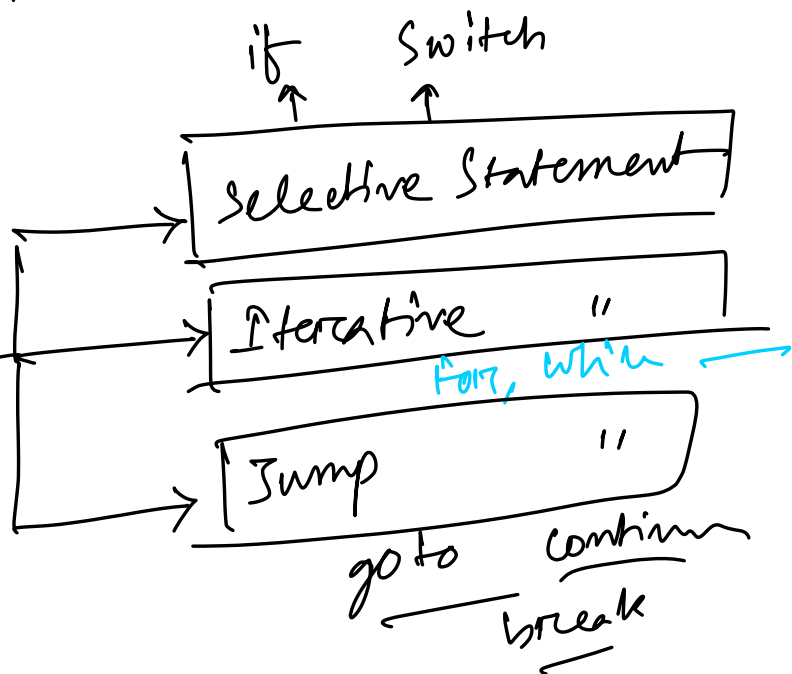 if switch
Selective Statement
Iterative "
for, while
Jump "
goto continue
break